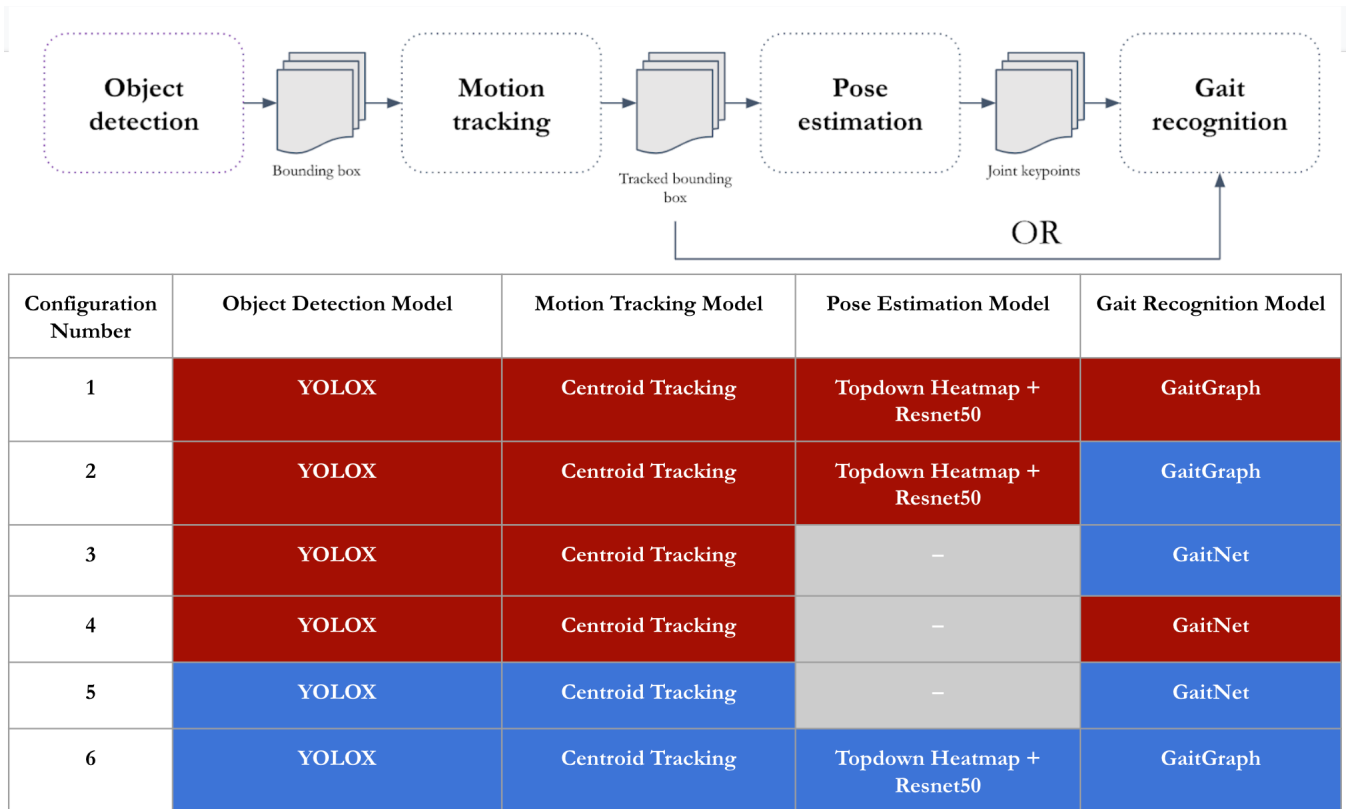 Object
detection
Motion
tracking
Pose
estimation
Gait
recognition
Bounding box
Tracked bounding
box
Joint keypoints
OR
Configuration
Number
Object Detection Model
Motion Tracking Model
Pose Estimation Model
Gait Recognition Model
1
YOLOX
Centroid Tracking
Topdown Heatmap +
Resnet50
GaitGraph
2
YOLOX
Centroid Tracking
Topdown Heatmap +
Resnet50
GaitGraph
3
YOLOX
Centroid Tracking
–
GaitNet
4
YOLOX
Centroid Tracking
–
GaitNet
5
YOLOX
Centroid Tracking
–
GaitNet
6
YOLOX
Centroid Tracking
Topdown Heatmap +
Resnet50
GaitGraph